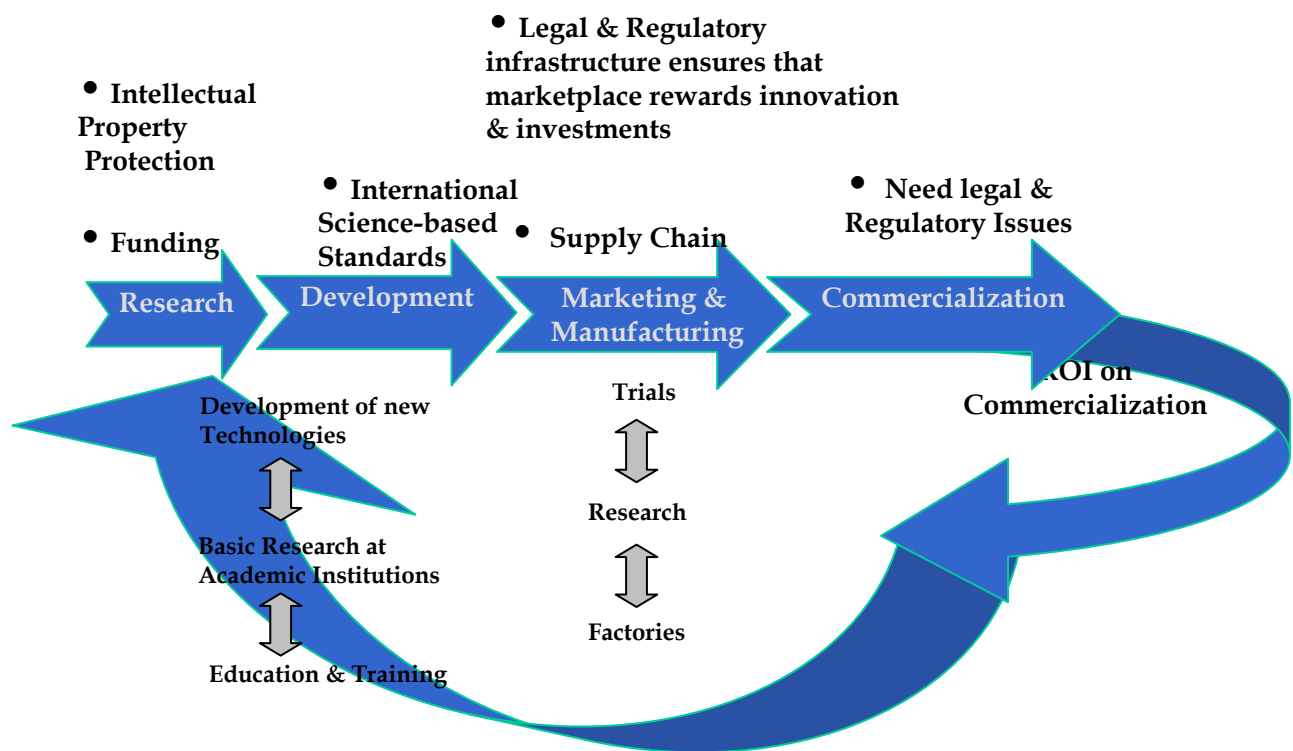 • Legal & Regulatory
infrastructure ensures that
marketplace rewards innovation
& investments
• Intellectual
Property
Protection
• International
Science-based
Standards
• Need legal &
Regulatory Issues
• Funding
• Supply Chain
Research
Development
Marketing &
Manufacturing
Commercialization
ROI on
Commercialization
Development of new
Technologies
Basic Research at
Academic Institutions
Education & Training
Trials
Research
Factories